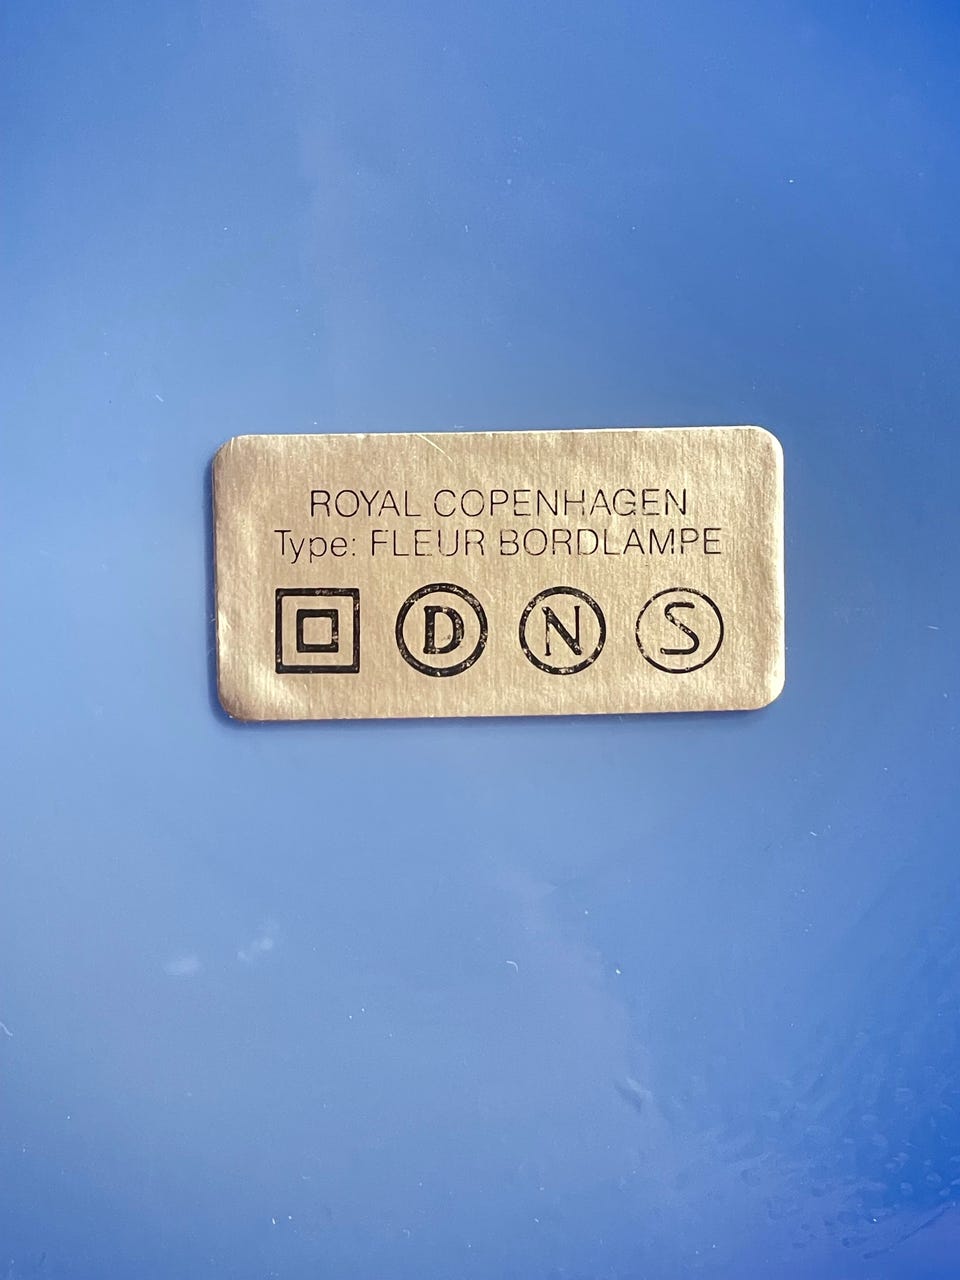 ROYAL COPENHAGEN
Type: FLEUR BORDLAMPE
D N S